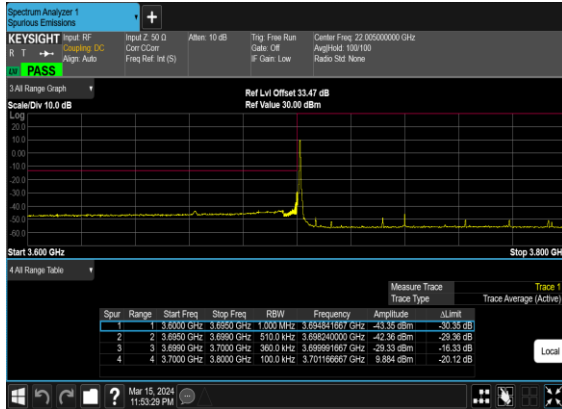 Spectrum Analyzer 1
Spurious Emissions
+
KEYSIGHT Input: RF Input Z: 50 Ω Atten: 10 dB Trig: Free Run Center Freq: 22.005000000 GHz
R T Coupling: DC Corr CCorr Gate: Off Avg|Hold: 100/100
Align: Auto Freq Ref: Int (S) IF Gain: Low Radio Std: None
PASS
3 All Range Graph Ref Lvl Offset 33.47 dB
Scale/Div 10.0 dB Ref Value 30.00 dBm
Log
20.0
10.0
0.00
-10.0
-20.0
-30.0
-40.0
-50.0
-60.0
Start 3.600 GHz Stop 3.800 GH
4 All Range Table
Measure Trace Trace 1
Trace Type Trace Average (Active)
Spur Range Start Freq Stop Freq RBW Frequency Amplitude ΔLimit
1 1 3.6000 GHz 3.6950 GHz 1.000 MHz 3.694841667 GHz -43.35 dBm -30.35 dB
2 2 3.6950 GHz 3.6990 GHz 510.0 kHz 3.698240000 GHz -42.36 dBm -29.36 dB
3 3 3.6990 GHz 3.7000 GHz 360.0 kHz 3.699991667 GHz -29.33 dBm -16.33 dB
4 4 3.7000 GHz 3.8000 GHz 100.0 kHz 3.701166667 GHz 9.884 dBm -20.12 dB
Local
? Mar 15, 2024
11:53:29 PM